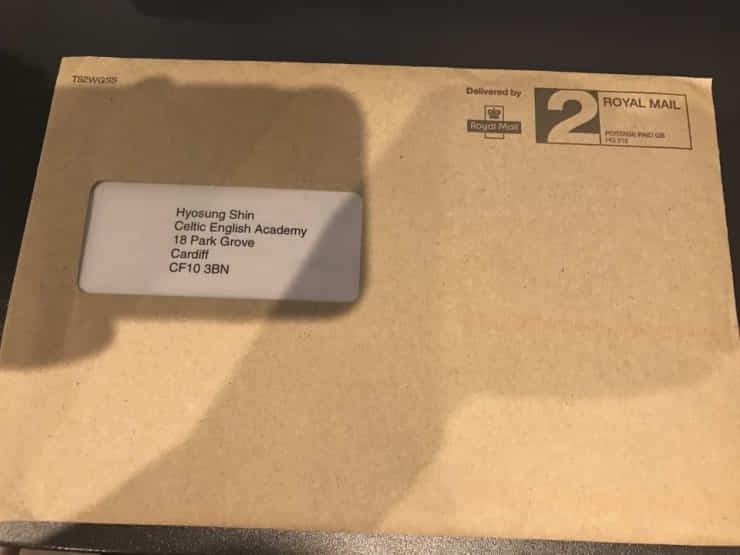 TS2WGSS
Delivered by
Royal Mail
2
ROYAL MAIL
POSTAGE PAID GB
Hyosung Shin
Celtic English Academy
18 Park Grove
Cardiff
CF10 3BN